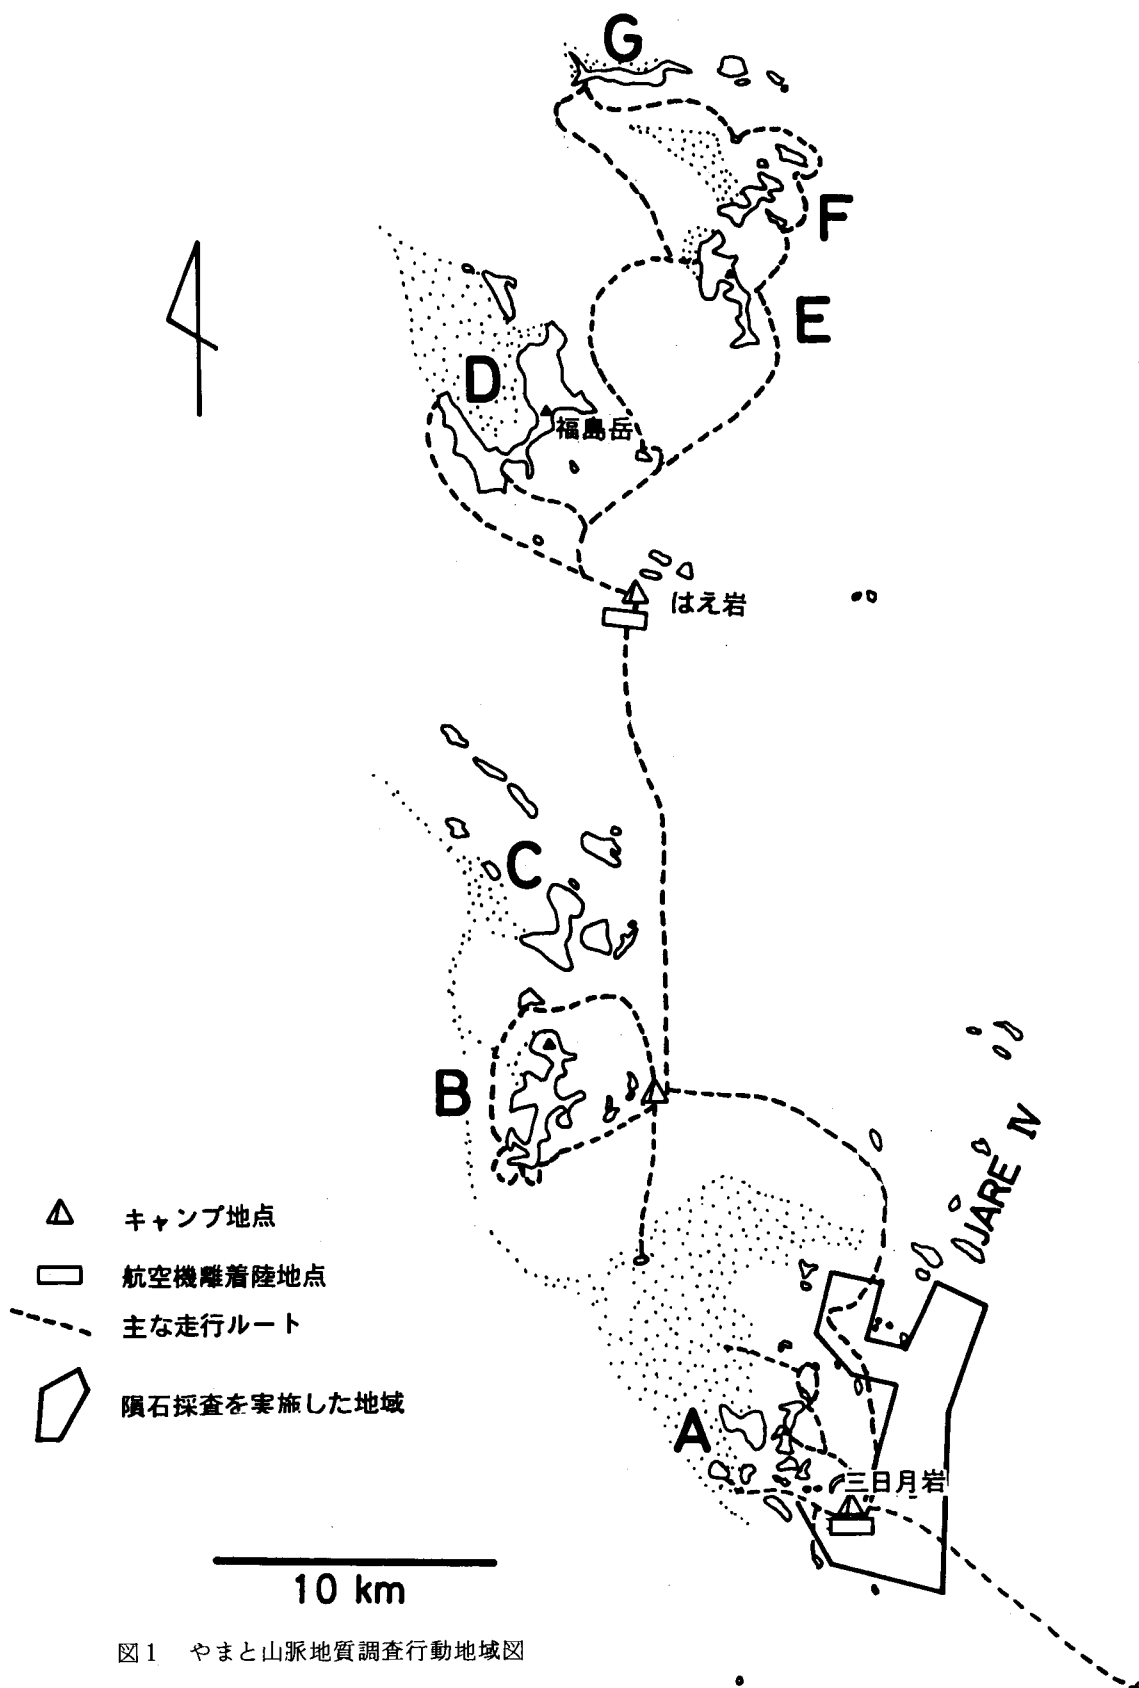 G
F
E
D
福島岳
はえ岩
C
B
JARE IV
キャンプ地点
航空機離着陸地点
主な走行ルート
隕石採査を実施した地域
A
三日月岩
10 km
図1 やまと山脈地質調査行動地域図